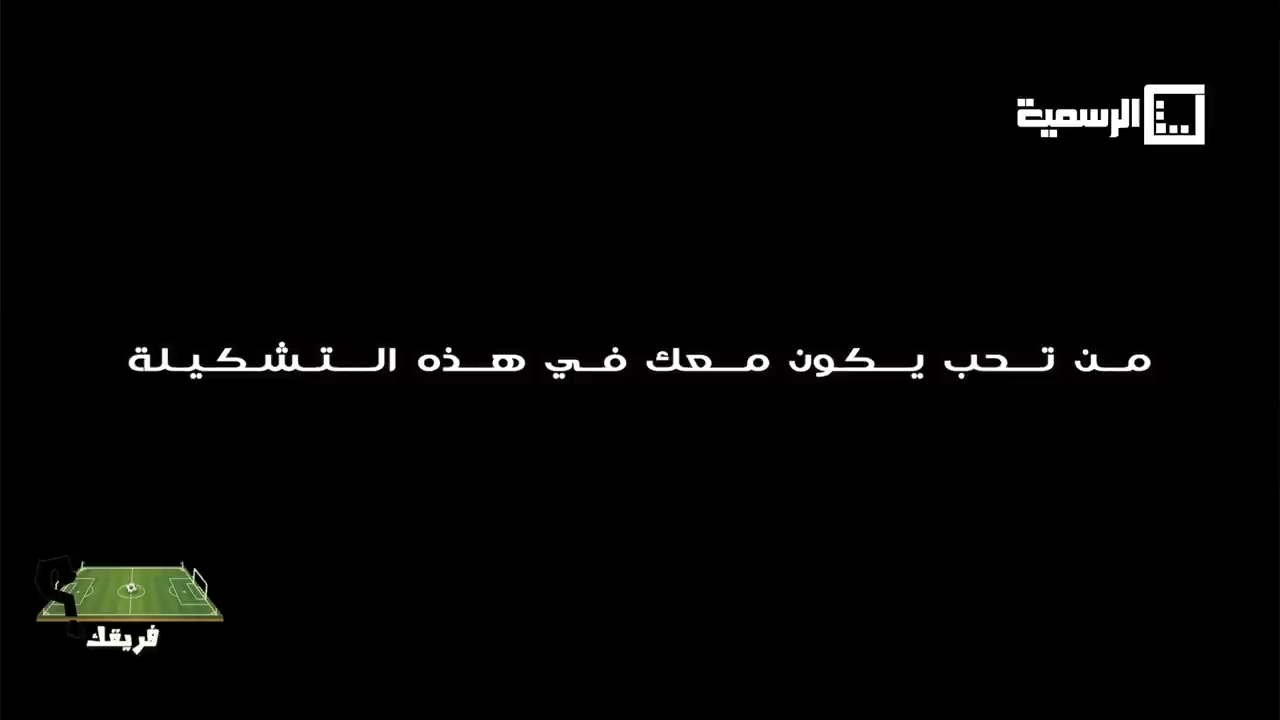 الرسمية
من تحب يكون معك في هذه التشكيلة
فريقك